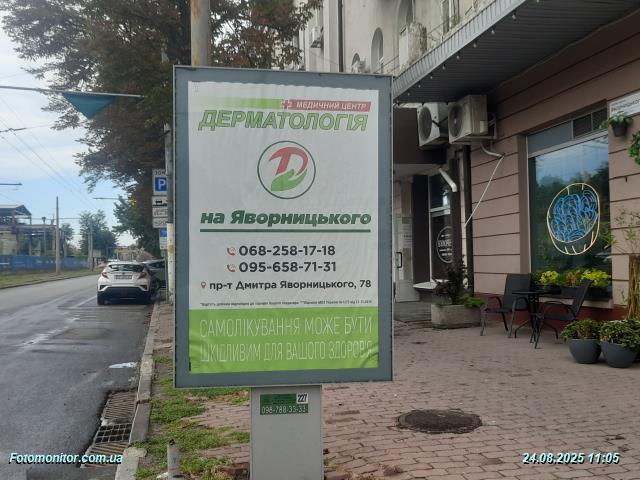 МЕДИЧНИЙ ЦЕНТР
ДЕРМАТОЛОГІЯ
на Яворницького
068-258-17-18
095-658-71-31
пр-т Дмитра Яворницького, 78
САМОЛІКУВАННЯ МОЖЕ БУТИ
ШКІДЛИВИМ ДЛЯ ВАШОГО ЗДОРОВ'Я
227
098-788-33-33
P
Fotomonitor.com.ua
24.08.2025 11:05